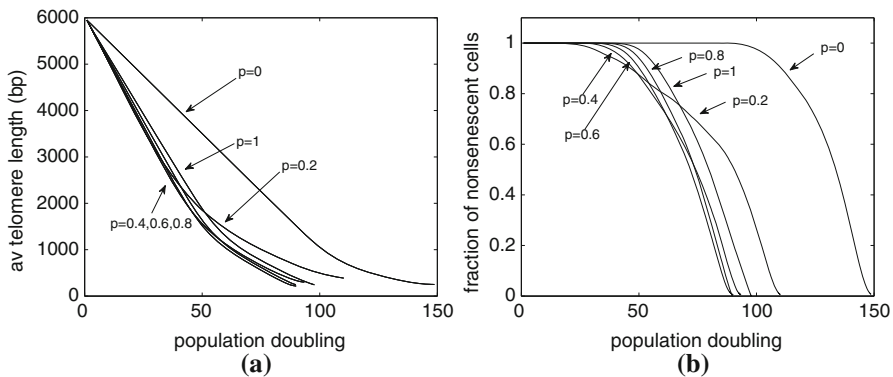 6000
5000
4000
3000
2000
1000
0
av telomere length (bp)
p=0
p=1
p=0.2
p=0.4,0.6,0.8
0
50
100
150
population doubling
(a)
1
0.8
0.6
0.4
0.2
0
fraction of nonsenescent cells
p=0.8
p=0
p=1
p=0.4
p=0.2
p=0.6
0
50
100
150
population doubling
(b)